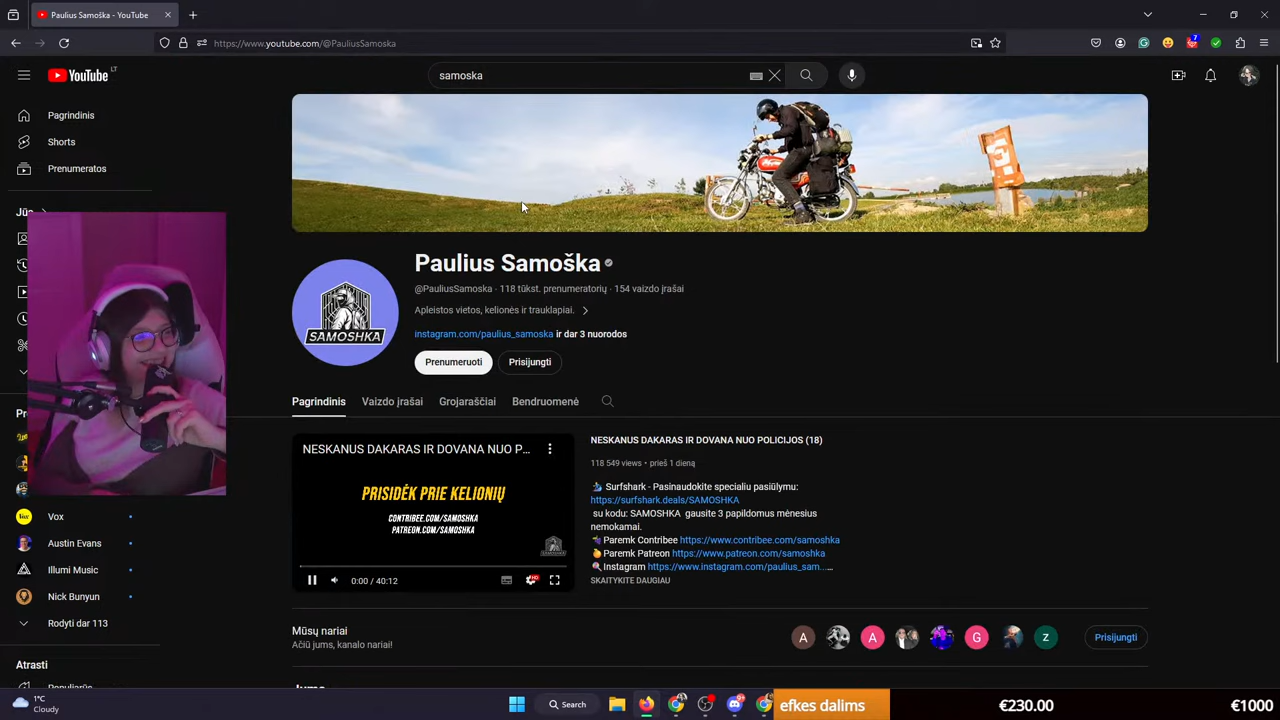 Paulius Samoška - YouTube
https://www.youtube.com/@PauliusSamoska
7
YouTube LT
samoska
Pagrindinis
Shorts
Prenumeratos
Jūs
Vox
Austin Evans
Illumi Music
Nick Bunyun
Rodyti dar 113
Atrasti
5
SAMOSHKA
Paulius Samoška
@PauliusSamoska · 118 tūkst. prenumeratorių · 154 vaizdo įrašai
Apleistos vietos, kelionės ir trauklapiai.
instagram.com/paulius_samoska ir dar 3 nuorodos
Prenumeruoti
Prisijungti
Pagrindinis
Vaizdo įrašai
Grojaraščiai
Bendruomenė
NESKANUS DAKARAS IR DOVANA NUO P...
PRISIDĖK PRIE KELIONIŲ
CONTRIBEE.COM/SAMOSHKA
PATREON.COM/SAMOSHKA
0:00 / 40:12
NESKANUS DAKARAS IR DOVANA NUO POLICIJOS (18)
118 549 views • prieš 1 dieną
Surfshark - Pasinaudokite specialiu pasiūlymu:
https://surfshark.deals/SAMOSHKA
su kodu: SAMOSHKA gausite 3 papildomus mėnesius
nemokamai.
Paremk Contribee https://www.contribee.com/samoshka
Paremk Patreon https://www.patreon.com/samoshka
Instagram https://www.instagram.com/paulius_sam...…
SKAITYKITE DAUGIAU
Mūsų nariai
Ačiū jums, kanalo nariai!
A
A
G
Z
Prisijungti
1°C
Cloudy
Search
efkes dalims
€230.00
€1000